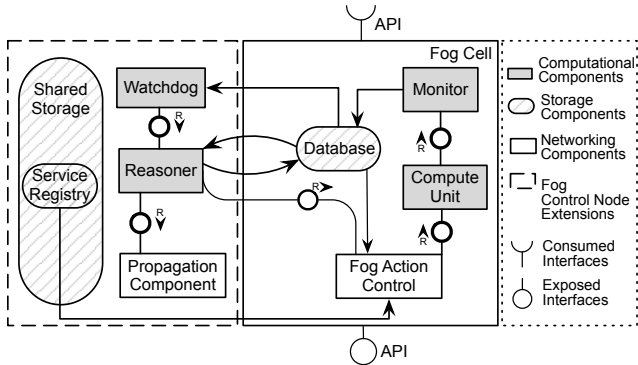 API
Fog Cell
Shared
Storage
Watchdog
Monitor
R
R
Database
Service
Registry
Reasoner
Compute
Unit
R
R
R
Propagation
Component
Fog Action
Control
API
Computational
Components
Storage
Components
Networking
Components
Fog
Control Node
Extensions
Consumed
Interfaces
Exposed
Interfaces